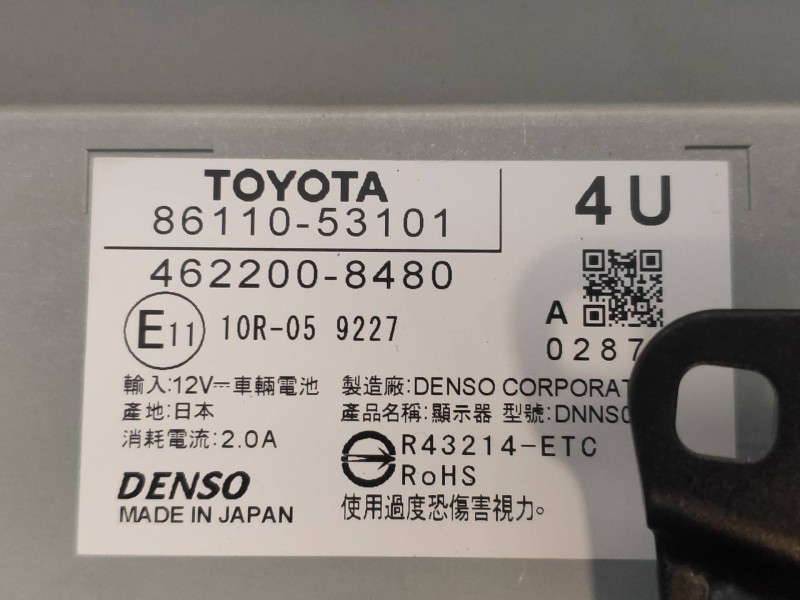 TOYOTA
86110-53101
4U
462200-8480
A
0287
E11 10R-05 9227
輸入:12V⎓車輛電池
製造廠:DENSO CORPORAT
產地:日本
產品名稱:顯示器 型號:DNNS0
消耗電流:2.0A
R43214-ETC
RoHS
DENSO
MADE IN JAPAN
使用過度恐傷害視力。